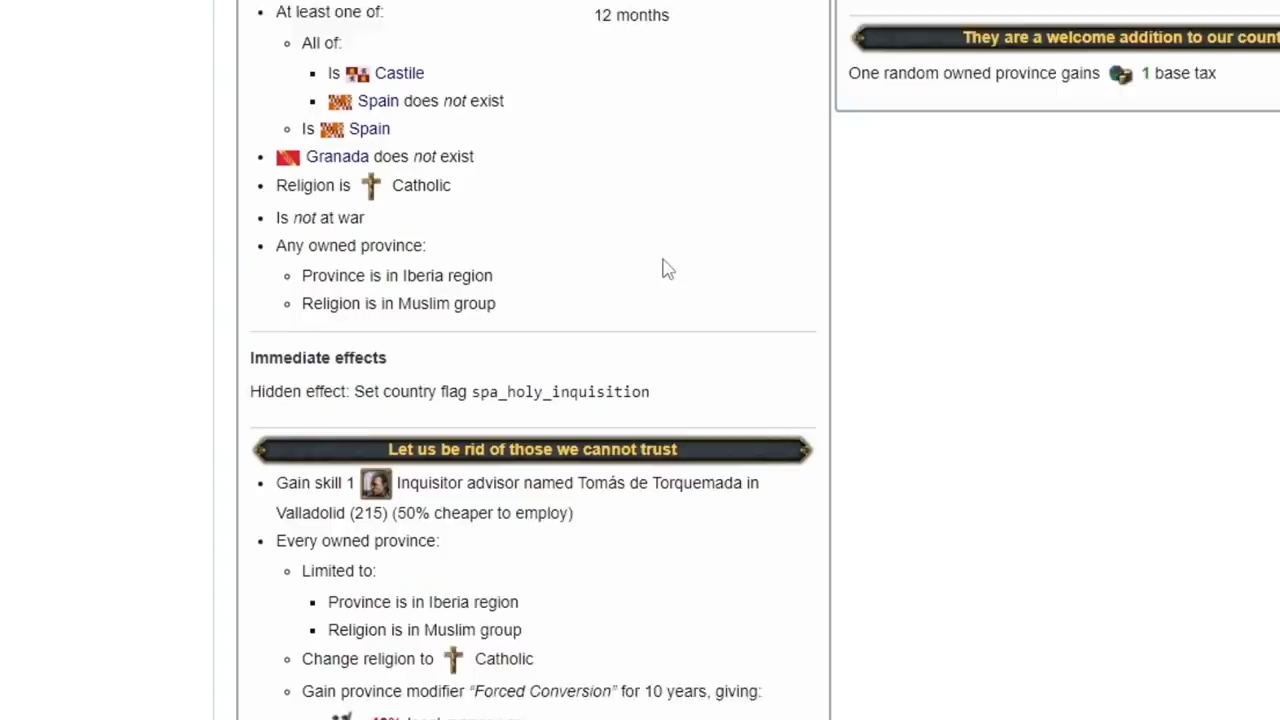 At least one of:
12 months
All of:
Is Castile
Spain does not exist
Is Spain
Granada does not exist
Religion is Catholic
Is not at war
Any owned province:
Province is in Iberia region
Religion is in Muslim group
Immediate effects
Hidden effect: Set country flag spa_holy_inquisition
Let us be rid of those we cannot trust
Gain skill 1 Inquisitor advisor named Tomás de Torquemada in
Valladolid (215) (50% cheaper to employ)
Every owned province:
Limited to:
Province is in Iberia region
Religion is in Muslim group
Change religion to Catholic
Gain province modifier “Forced Conversion” for 10 years, giving:
They are a welcome addition to our count
One random owned province gains 1 base tax